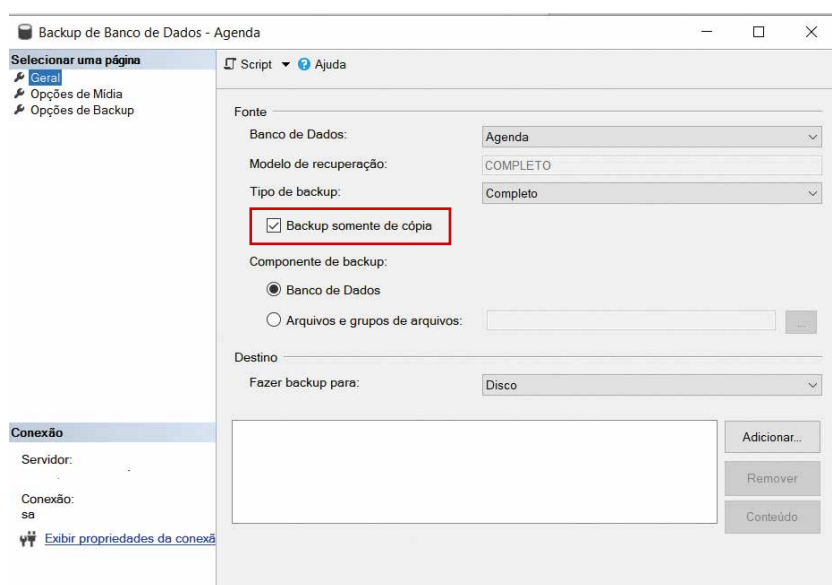 Backup de Banco de Dados - Agenda
Selecionar uma página
Geral
Opções de Mídia
Opções de Backup
Script
Ajuda
Fonte
Banco de Dados: Agenda
Modelo de recuperação: COMPLETO
Tipo de backup: Completo
Backup somente de cópia
Componente de backup:
Banco de Dados
Arquivos e grupos de arquivos: ...
Destino
Fazer backup para: Disco
Adicionar...
Remover
Conteúdo
Conexão
Servidor:
Conexão:
sa
Exibir propriedades da conexã